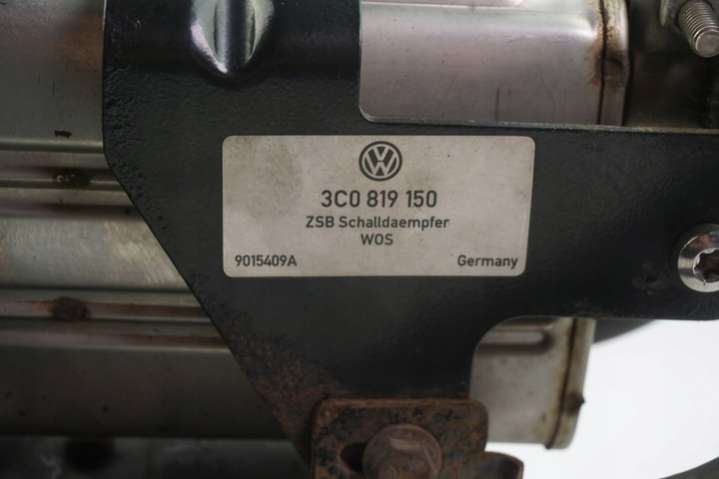 3C0 819 150
ZSB Schalldaempfer
WOS
9015409A Germany